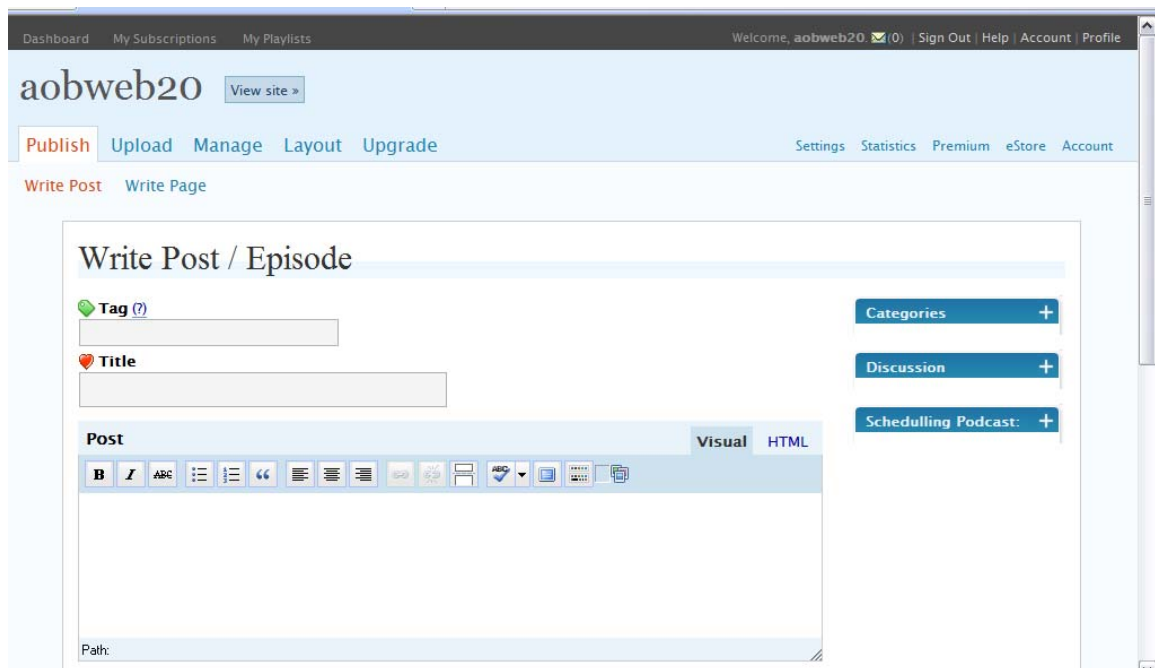 Dashboard My Subscriptions My Playlists Welcome, aobweb20. (0) | Sign Out | Help | Account | Profile
aobweb20 View site »
Publish Upload Manage Layout Upgrade Settings Statistics Premium eStore Account
Write Post Write Page
Write Post / Episode
Tag (?)
Categories +
Title
Discussion +
Schedulling Podcast: +
Post Visual HTML
B I ABC “ ABC
Path: